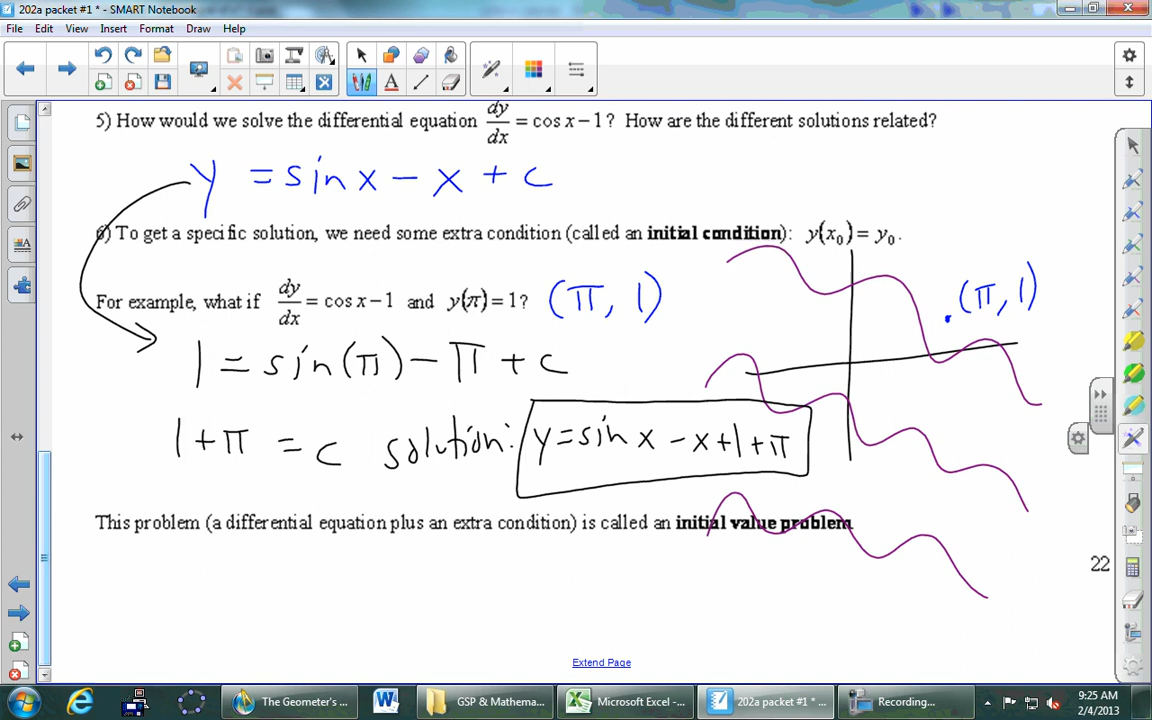 202a packet #1 * - SMART Notebook
File Edit View Insert Format Draw Help
5) How would we solve the differential equation dy/dx = cos x − 1? How are the different solutions related?
y = sin x − x + c
6) To get a specific solution, we need some extra condition (called an initial condition): y(x₀) = y₀.
For example, what if dy/dx = cos x − 1 and y(π) = 1? (π, 1)
(π, 1)
1 = sin(π) − π + c
1 + π = c solution: y = sin x − x + 1 + π
This problem (a differential equation plus an extra condition) is called an initial value problem
22
Extend Page
The Geometer's ...
GSP & Mathema...
Microsoft Excel -...
202a packet #1 * ...
Recording...
9:25 AM
2/4/2013